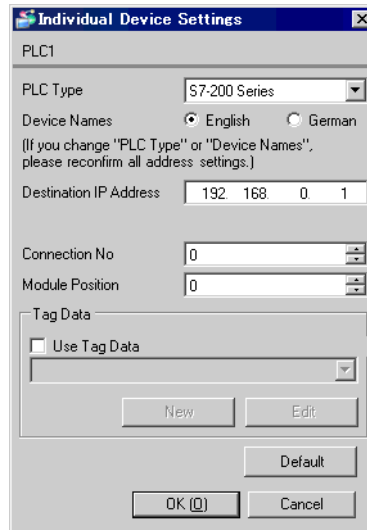 Individual Device Settings
PLC1
PLC Type S7-200 Series
Device Names English German
(If you change "PLC Type" or "Device Names",
please reconfirm all address settings.)
Destination IP Address 192. 168. 0. 1
Connection No 0
Module Position 0
Tag Data
Use Tag Data
New Edit
Default
OK (O) Cancel